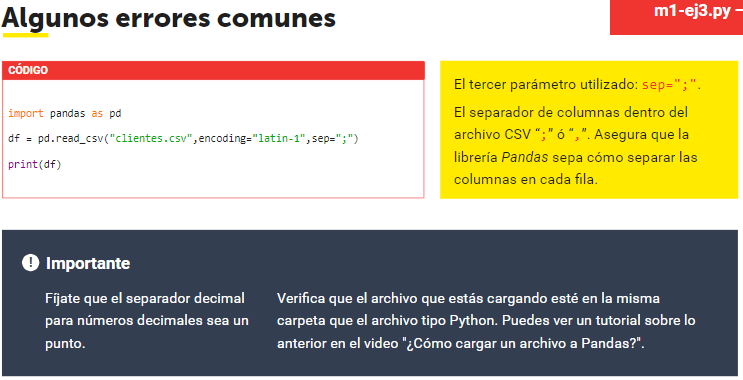 Algunos errores comunes
m1-ej3.py –
CÓDIGO
import pandas as pd
df = pd.read_csv("clientes.csv",encoding="latin-1",sep=";")
print(df)
El tercer parámetro utilizado: sep=";".
El separador de columnas dentro del
archivo CSV “;” ó “,”. Asegura que la
librería Pandas sepa cómo separar las
columnas en cada fila.
! Importante
Fíjate que el separador decimal
para números decimales sea un
punto.
Verifica que el archivo que estás cargando esté en la misma
carpeta que el archivo tipo Python. Puedes ver un tutorial sobre lo
anterior en el video "¿Cómo cargar un archivo a Pandas?".